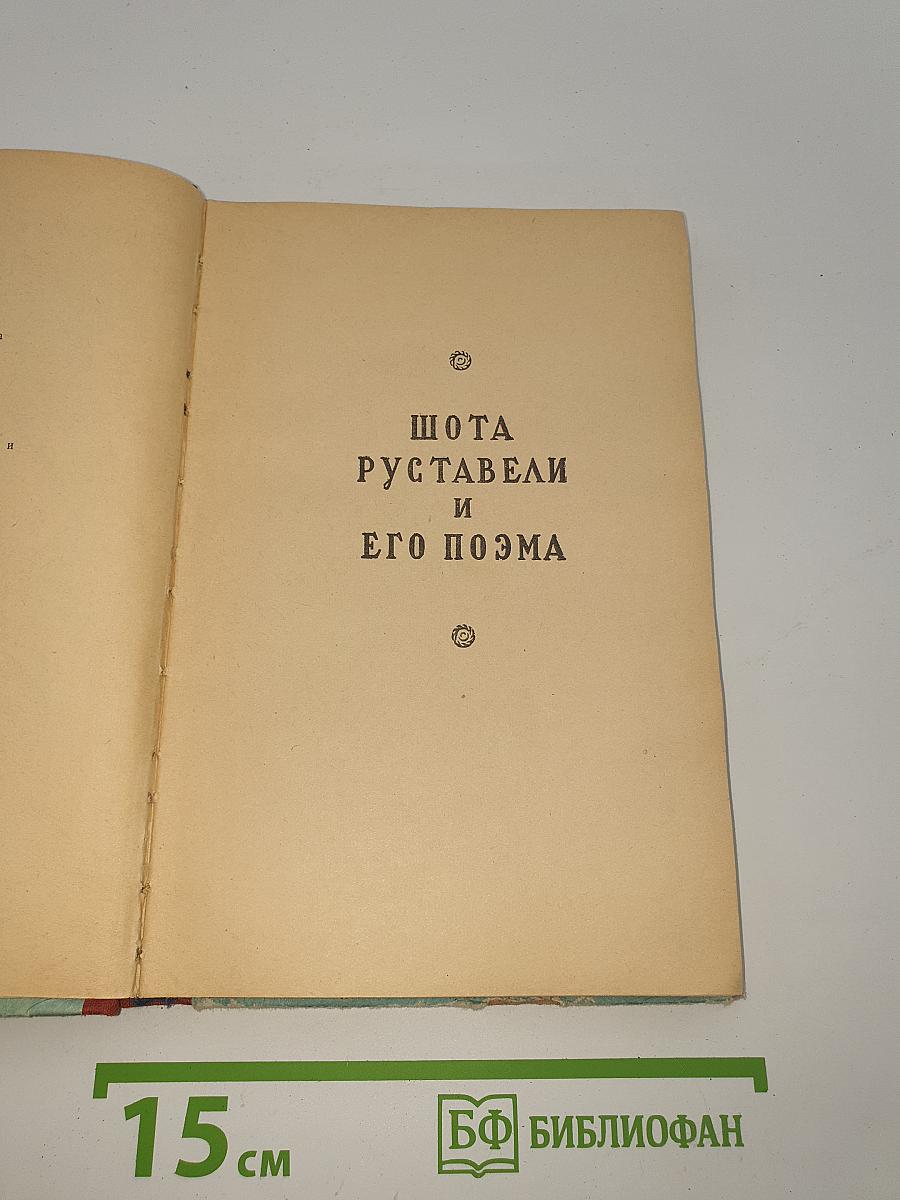 и
ШОТА
РУСТАВЕЛИ
И
ЕГО ПОЭМА
15 см
БФ БИБЛИОФАН